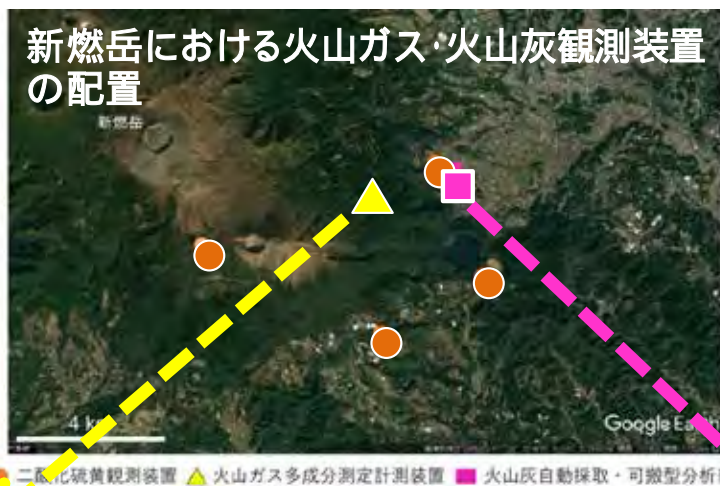 新燃岳における火山ガス・火山灰観測装置
の配置
新燃岳
4 km
Google Earth
二酸化硫黄観測装置 火山ガス多成分測定計測装置 火山灰自動採取・可搬型分析